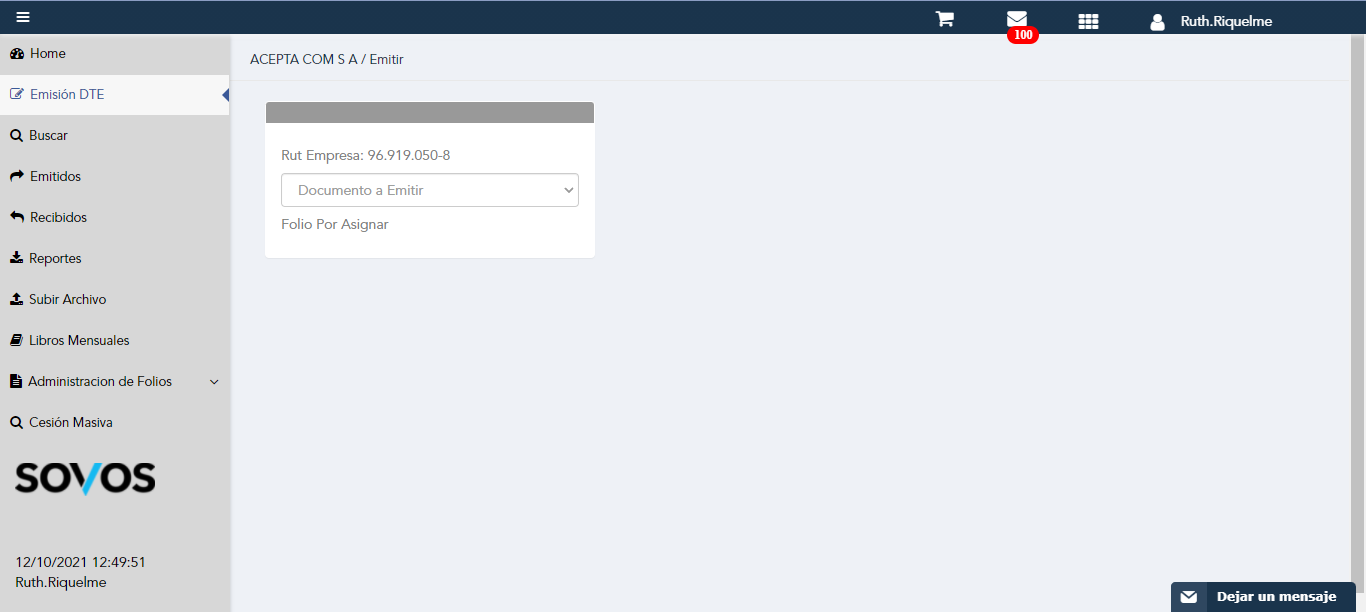 100
Ruth.Riquelme
Home
Emisión DTE
Buscar
Emitidos
Recibidos
Reportes
Subir Archivo
Libros Mensuales
Administracion de Folios
Cesión Masiva
SOVOS
12/10/2021 12:49:51
Ruth.Riquelme
ACEPTA COM S A / Emitir
Rut Empresa: 96.919.050-8
Documento a Emitir
Folio Por Asignar
Dejar un mensaje